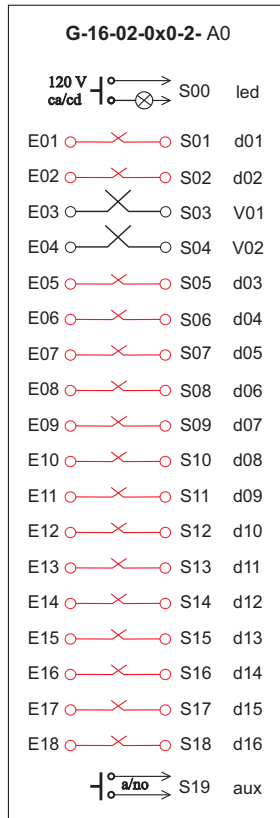 G-16-02-0x0-2- A0
120 V
ca/cd S00 led
E01 S01 d01
E02 S02 d02
E03 S03 V01
E04 S04 V02
E05 S05 d03
E06 S06 d04
E07 S07 d05
E08 S08 d06
E09 S09 d07
E10 S10 d08
E11 S11 d09
E12 S12 d10
E13 S13 d11
E14 S14 d12
E15 S15 d13
E16 S16 d14
E17 S17 d15
E18 S18 d16
a/no S19 aux